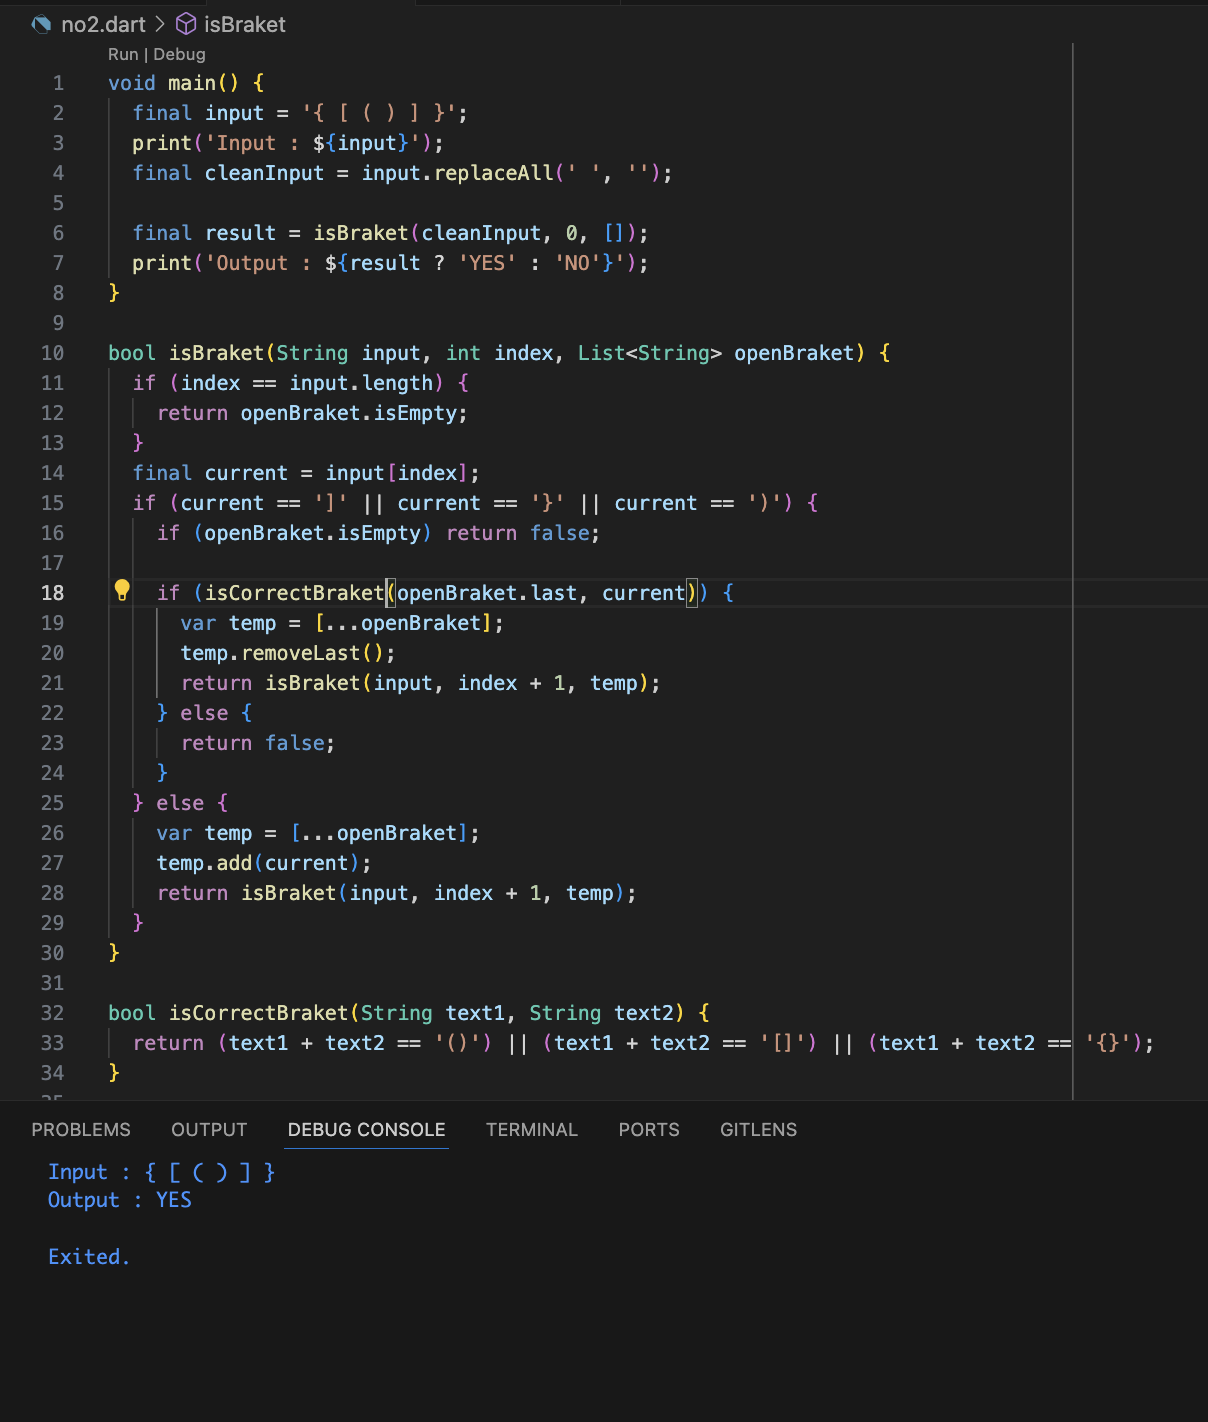 no2.dart > isBraket
Run | Debug
1 void main() {
2   final input = '{ [ ( ) ] }';
3   print('Input : ${input}');
4   final cleanInput = input.replaceAll(' ', '');
5
6   final result = isBraket(cleanInput, 0, []);
7   print('Output : ${result ? 'YES' : 'NO'}');
8 }
9
10 bool isBraket(String input, int index, List<String> openBraket) {
11   if (index == input.length) {
12     return openBraket.isEmpty;
13   }
14   final current = input[index];
15   if (current == ']' || current == '}' || current == ')') {
16     if (openBraket.isEmpty) return false;
17
18     if (isCorrectBraket(openBraket.last, current)) {
19       var temp = [...openBraket];
20       temp.removeLast();
21       return isBraket(input, index + 1, temp);
22     } else {
23       return false;
24     }
25   } else {
26     var temp = [...openBraket];
27     temp.add(current);
28     return isBraket(input, index + 1, temp);
29   }
30 }
31
32 bool isCorrectBraket(String text1, String text2) {
33   return (text1 + text2 == '()') || (text1 + text2 == '[]') || (text1 + text2 == '{}');
34 }
35
PROBLEMS OUTPUT DEBUG CONSOLE TERMINAL PORTS GITLENS
Input : { [ ( ) ] }
Output : YES
Exited.